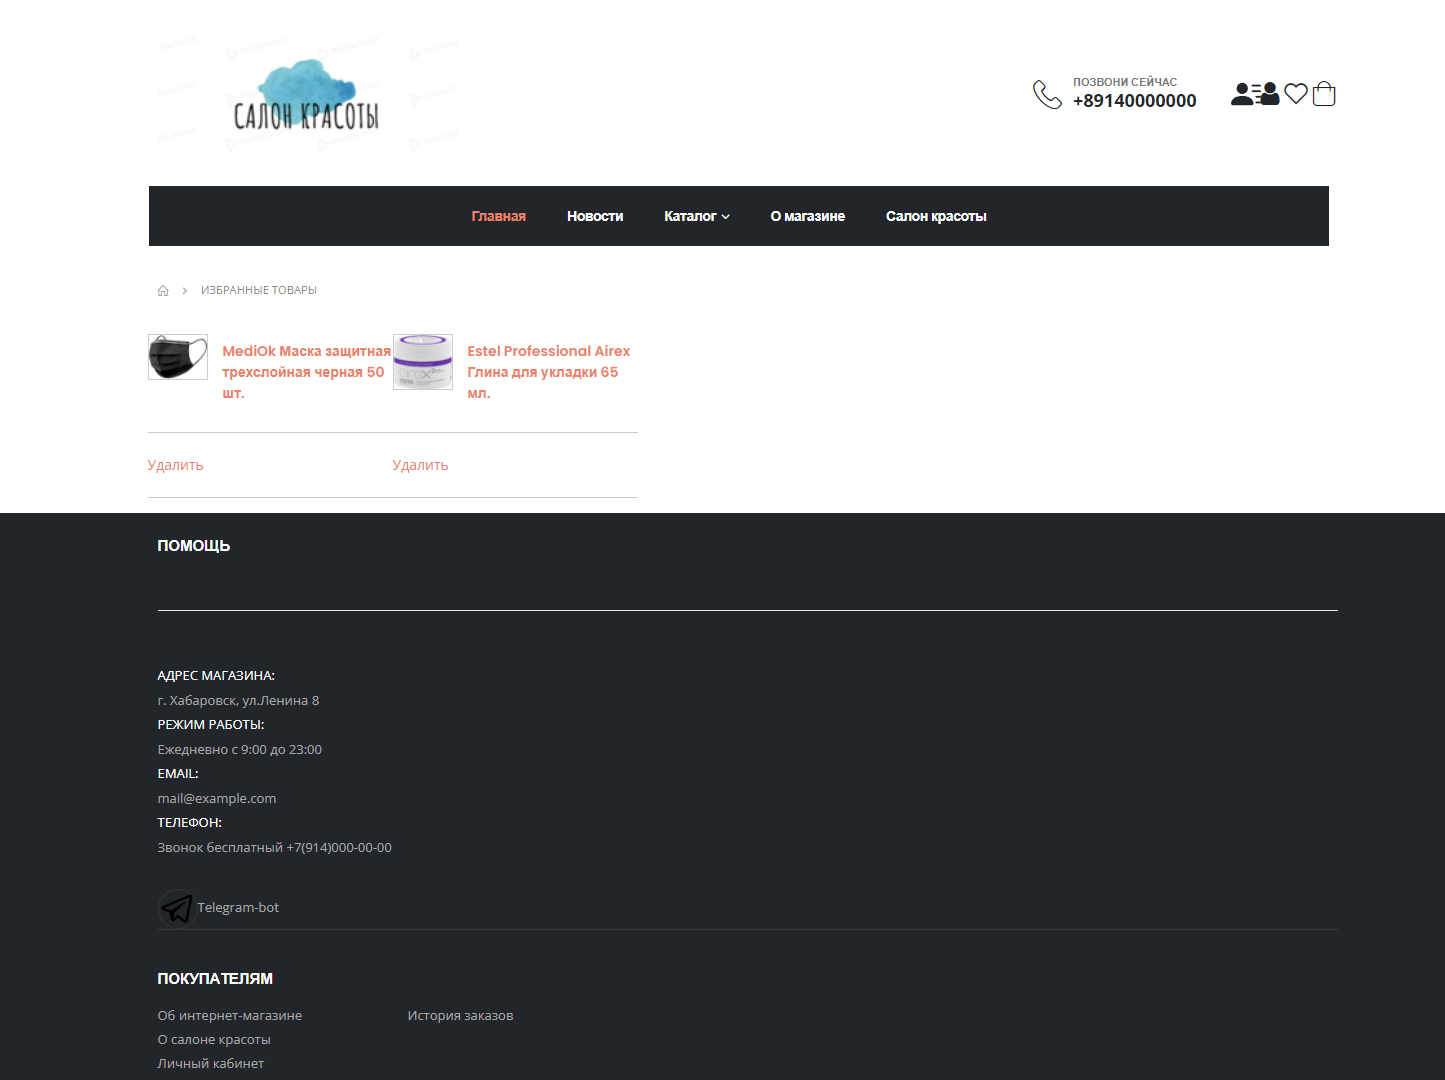 САЛОН КРАСОТЫ
ПОЗВОНИ СЕЙЧАС
+89140000000
Главная Новости Каталог О магазине Салон красоты
ИЗБРАННЫЕ ТОВАРЫ
MediOk Маска защитная
трехслойная черная 50
шт.
Estel Professional Airex
Глина для укладки 65
мл.
Удалить Удалить
ПОМОЩЬ
АДРЕС МАГАЗИНА:
г. Хабаровск, ул.Ленина 8
РЕЖИМ РАБОТЫ:
Ежедневно с 9:00 до 23:00
EMAIL:
mail@example.com
ТЕЛЕФОН:
Звонок бесплатный +7(914)000-00-00
Telegram-bot
ПОКУПАТЕЛЯМ
Об интернет-магазине История заказов
О салоне красоты
Личный кабинет